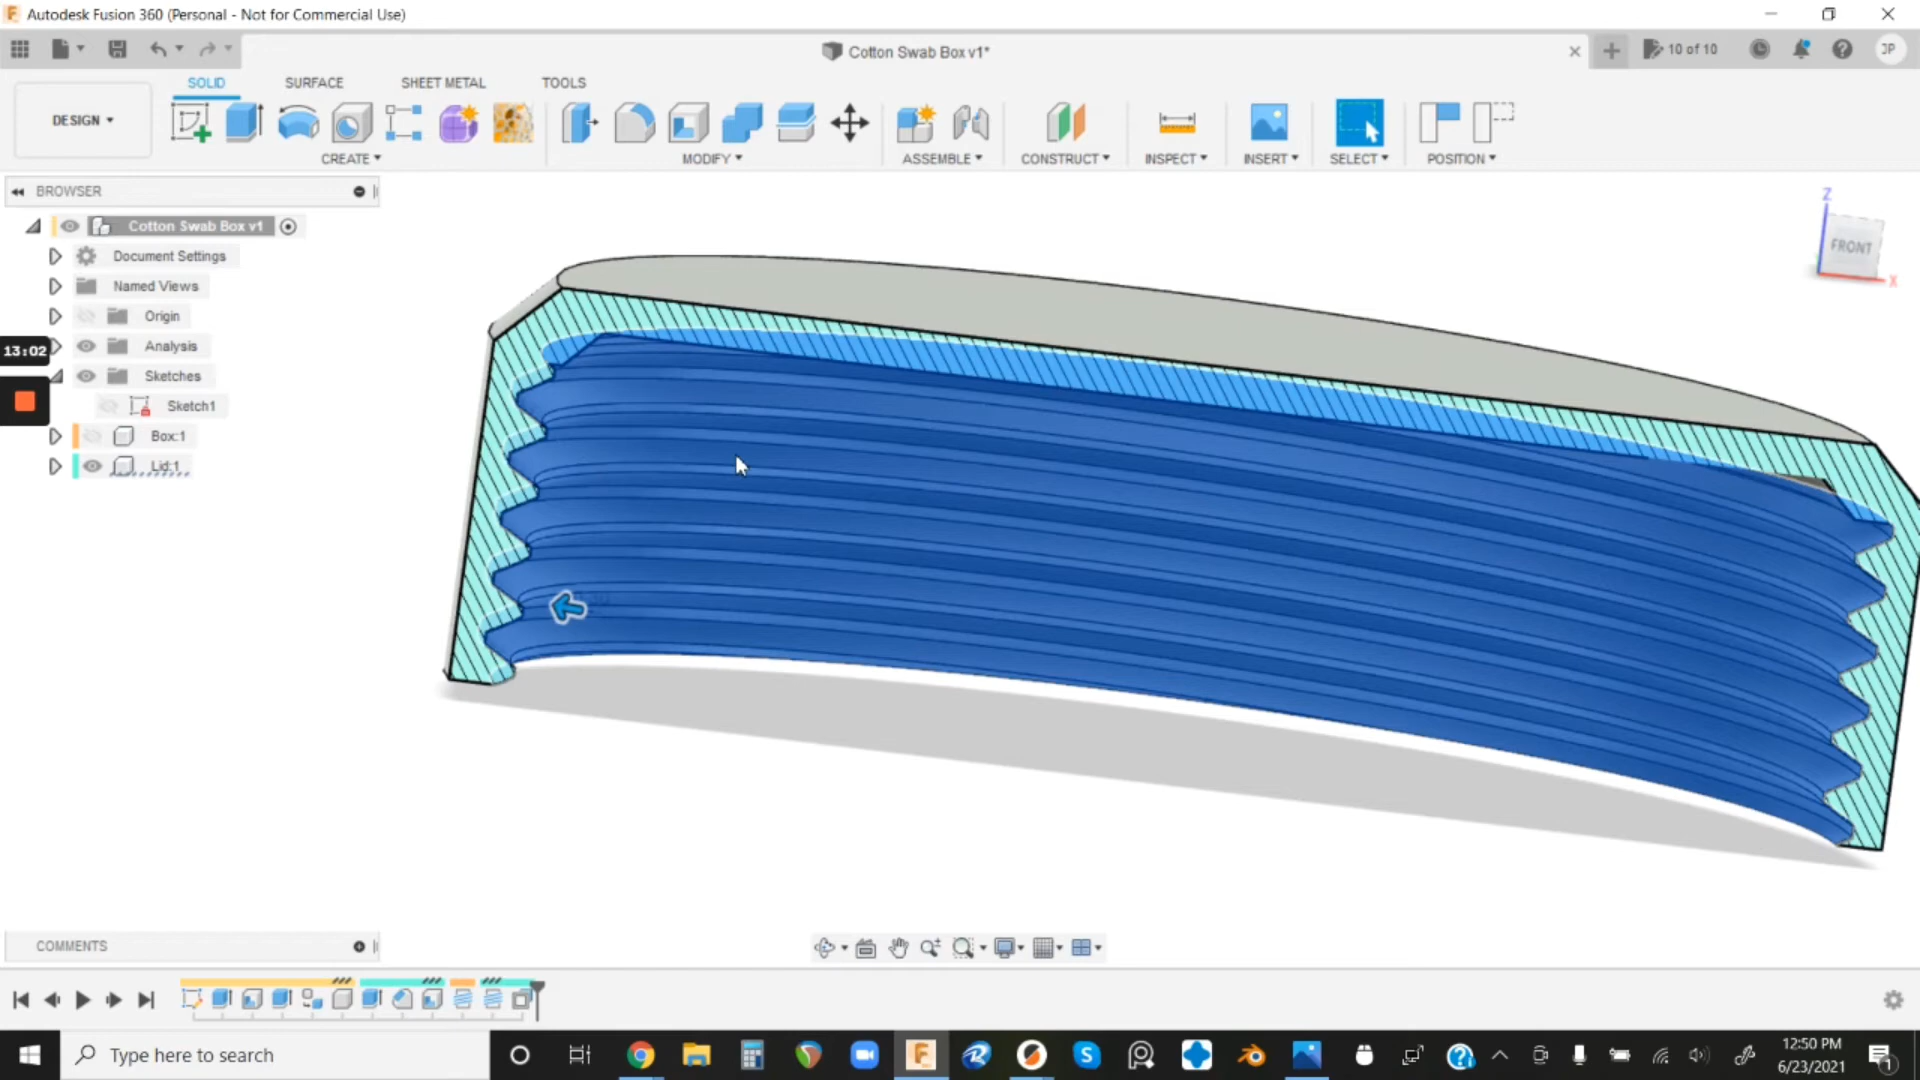 Autodesk Fusion 360 (Personal - Not for Commercial Use)
Cotton Swab Box v1*
10 of 10
JP
SOLID
SURFACE
SHEET METAL
TOOLS
DESIGN
CREATE
MODIFY
ASSEMBLE
CONSTRUCT
INSPECT
INSERT
SELECT
POSITION
BROWSER
Cotton Swab Box v1
Document Settings
Named Views
Origin
Analysis
Sketches
Sketch1
Box:1
Lid:1
13:02
Z
FRONT
X
COMMENTS
Type here to search
12:50 PM
6/23/2021
1